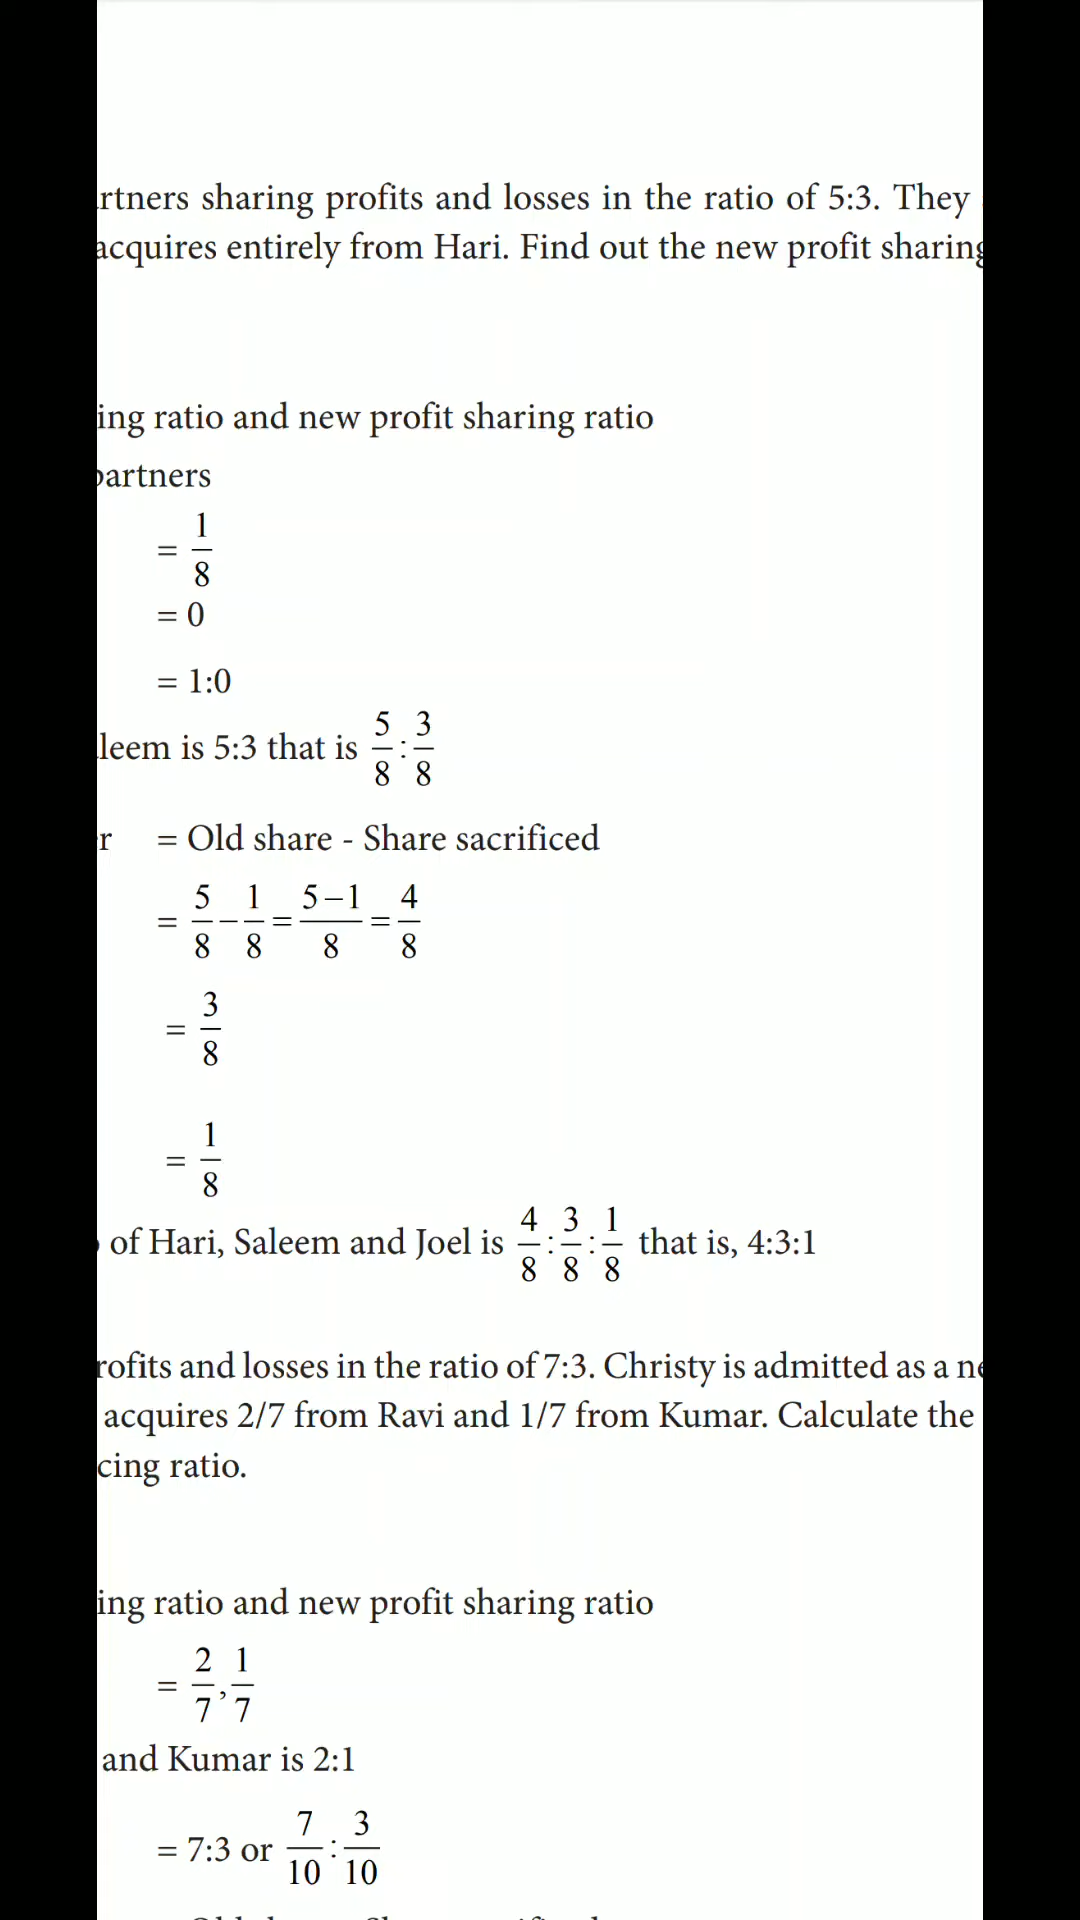 rtners sharing profits and losses in the ratio of 5:3. They
acquires entirely from Hari. Find out the new profit sharing
ing ratio and new profit sharing ratio
partners
= 1/8
= 0
= 1:0
leem is 5:3 that is 5/8 : 3/8
r = Old share - Share sacrificed
= 5/8 – 1/8 = 5–1/8 = 4/8
= 3/8
= 1/8
of Hari, Saleem and Joel is 4/8 : 3/8 : 1/8 that is, 4:3:1
rofits and losses in the ratio of 7:3. Christy is admitted as a ne
acquires 2/7 from Ravi and 1/7 from Kumar. Calculate the
cing ratio.
ing ratio and new profit sharing ratio
= 2/7 , 1/7
and Kumar is 2:1
= 7:3 or 7/10 : 3/10